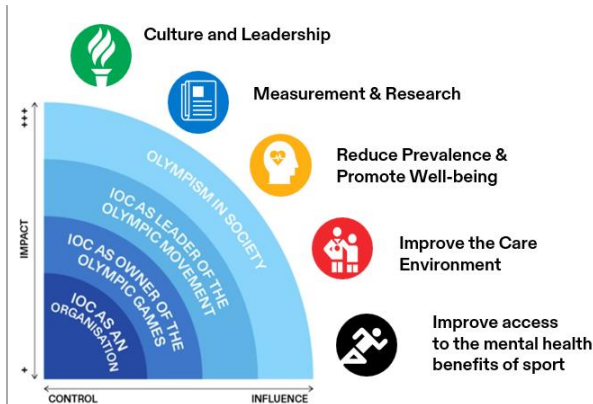 Culture and Leadership
Measurement & Research
Reduce Prevalence &
Promote Well-being
Improve the Care
Environment
Improve access
to the mental health
benefits of sport
+++
IMPACT
+
OLYMPISM IN SOCIETY
IOC AS LEADER OF THE
OLYMPIC MOVEMENT
IOC AS OWNER OF THE
OLYMPIC GAMES
IOC AS AN
ORGANISATION
CONTROL
INFLUENCE